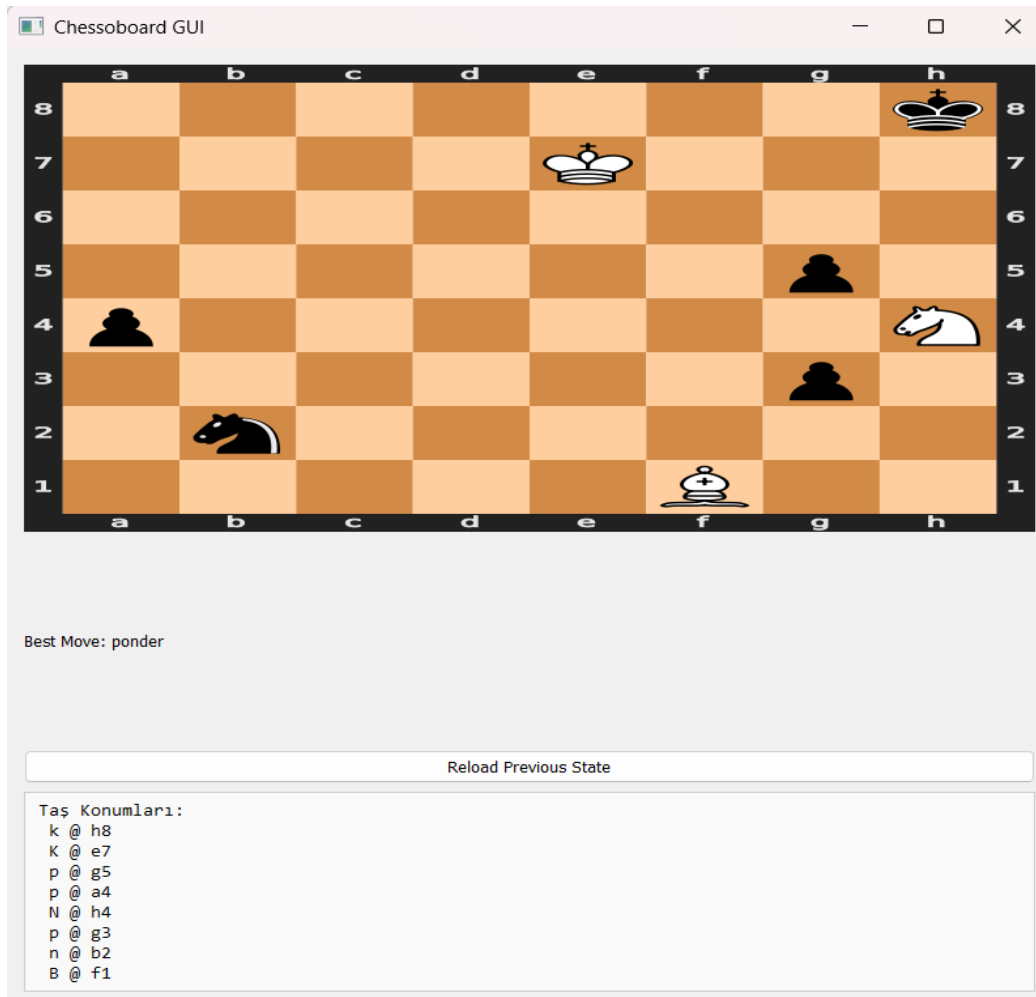 Chessoboard GUI
a b c d e f g h
8 8
7 7
6 6
5 5
4 4
3 3
2 2
1 1
a b c d e f g h
Best Move: ponder
Reload Previous State
Taş Konumları:
k @ h8
K @ e7
p @ g5
p @ a4
N @ h4
p @ g3
n @ b2
B @ f1